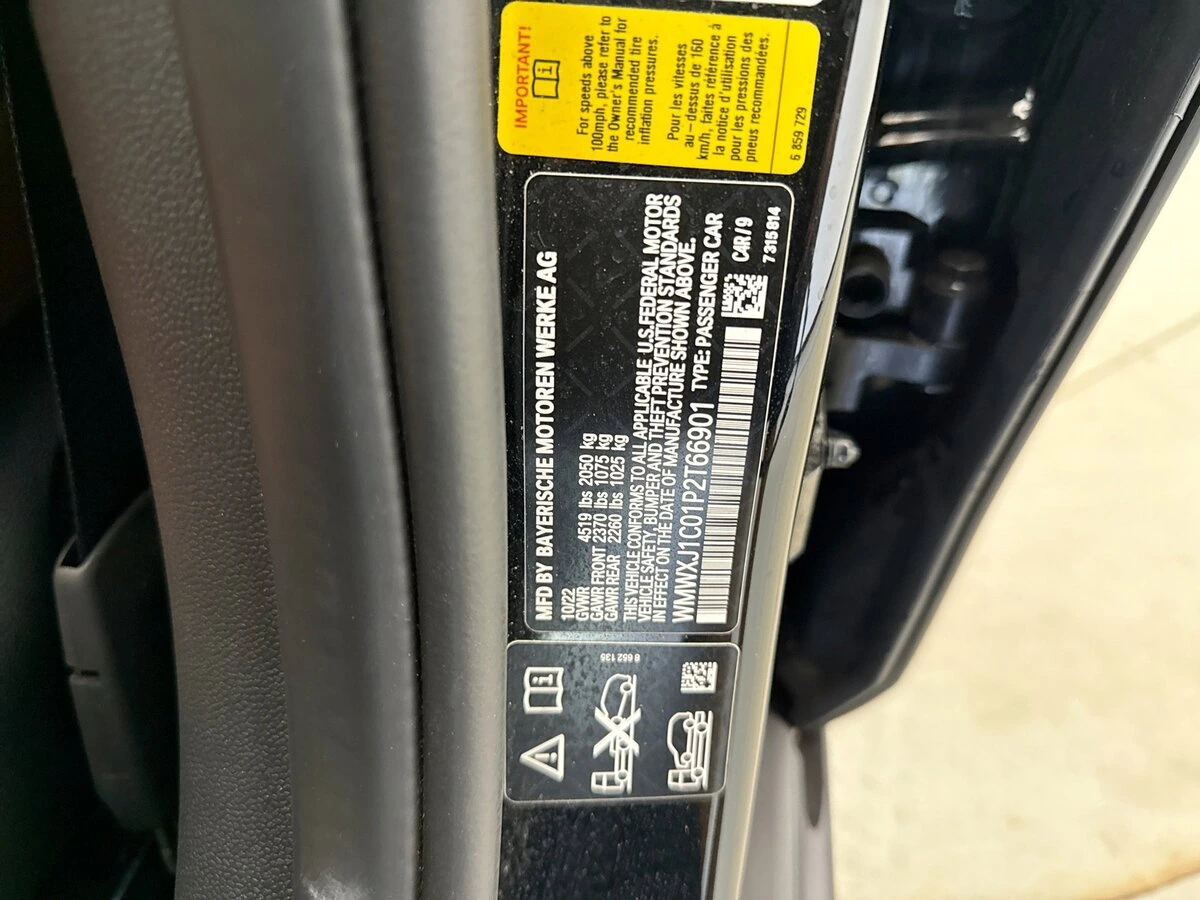 IMPORTANT!
For speeds above
100mph, please refer to
the Owner's Manual for
recommended tire
inflation pressures.
Pour les vitesses
au-dessus de 160
km/h, faites référence à
la notice d'utilisation
pour les pressions des
pneus recommandées.
6 859 729
MFD BY BAYERISCHE MOTOREN WERKE AG
10/22
GVWR 4519 lbs 2050 kg
GAWR FRONT 2370 lbs 1075 kg
GAWR REAR 2260 lbs 1025 kg
THIS VEHICLE CONFORMS TO ALL APPLICABLE U.S.FEDERAL MOTOR
VEHICLE SAFETY, BUMPER AND THEFT PREVENTION STANDARDS
IN EFFECT ON THE DATE OF MANUFACTURE SHOWN ABOVE.
WMWXJ1C01P2T66901 TYPE: PASSENGER CAR
C4R/9
7 315 814
8 652 135